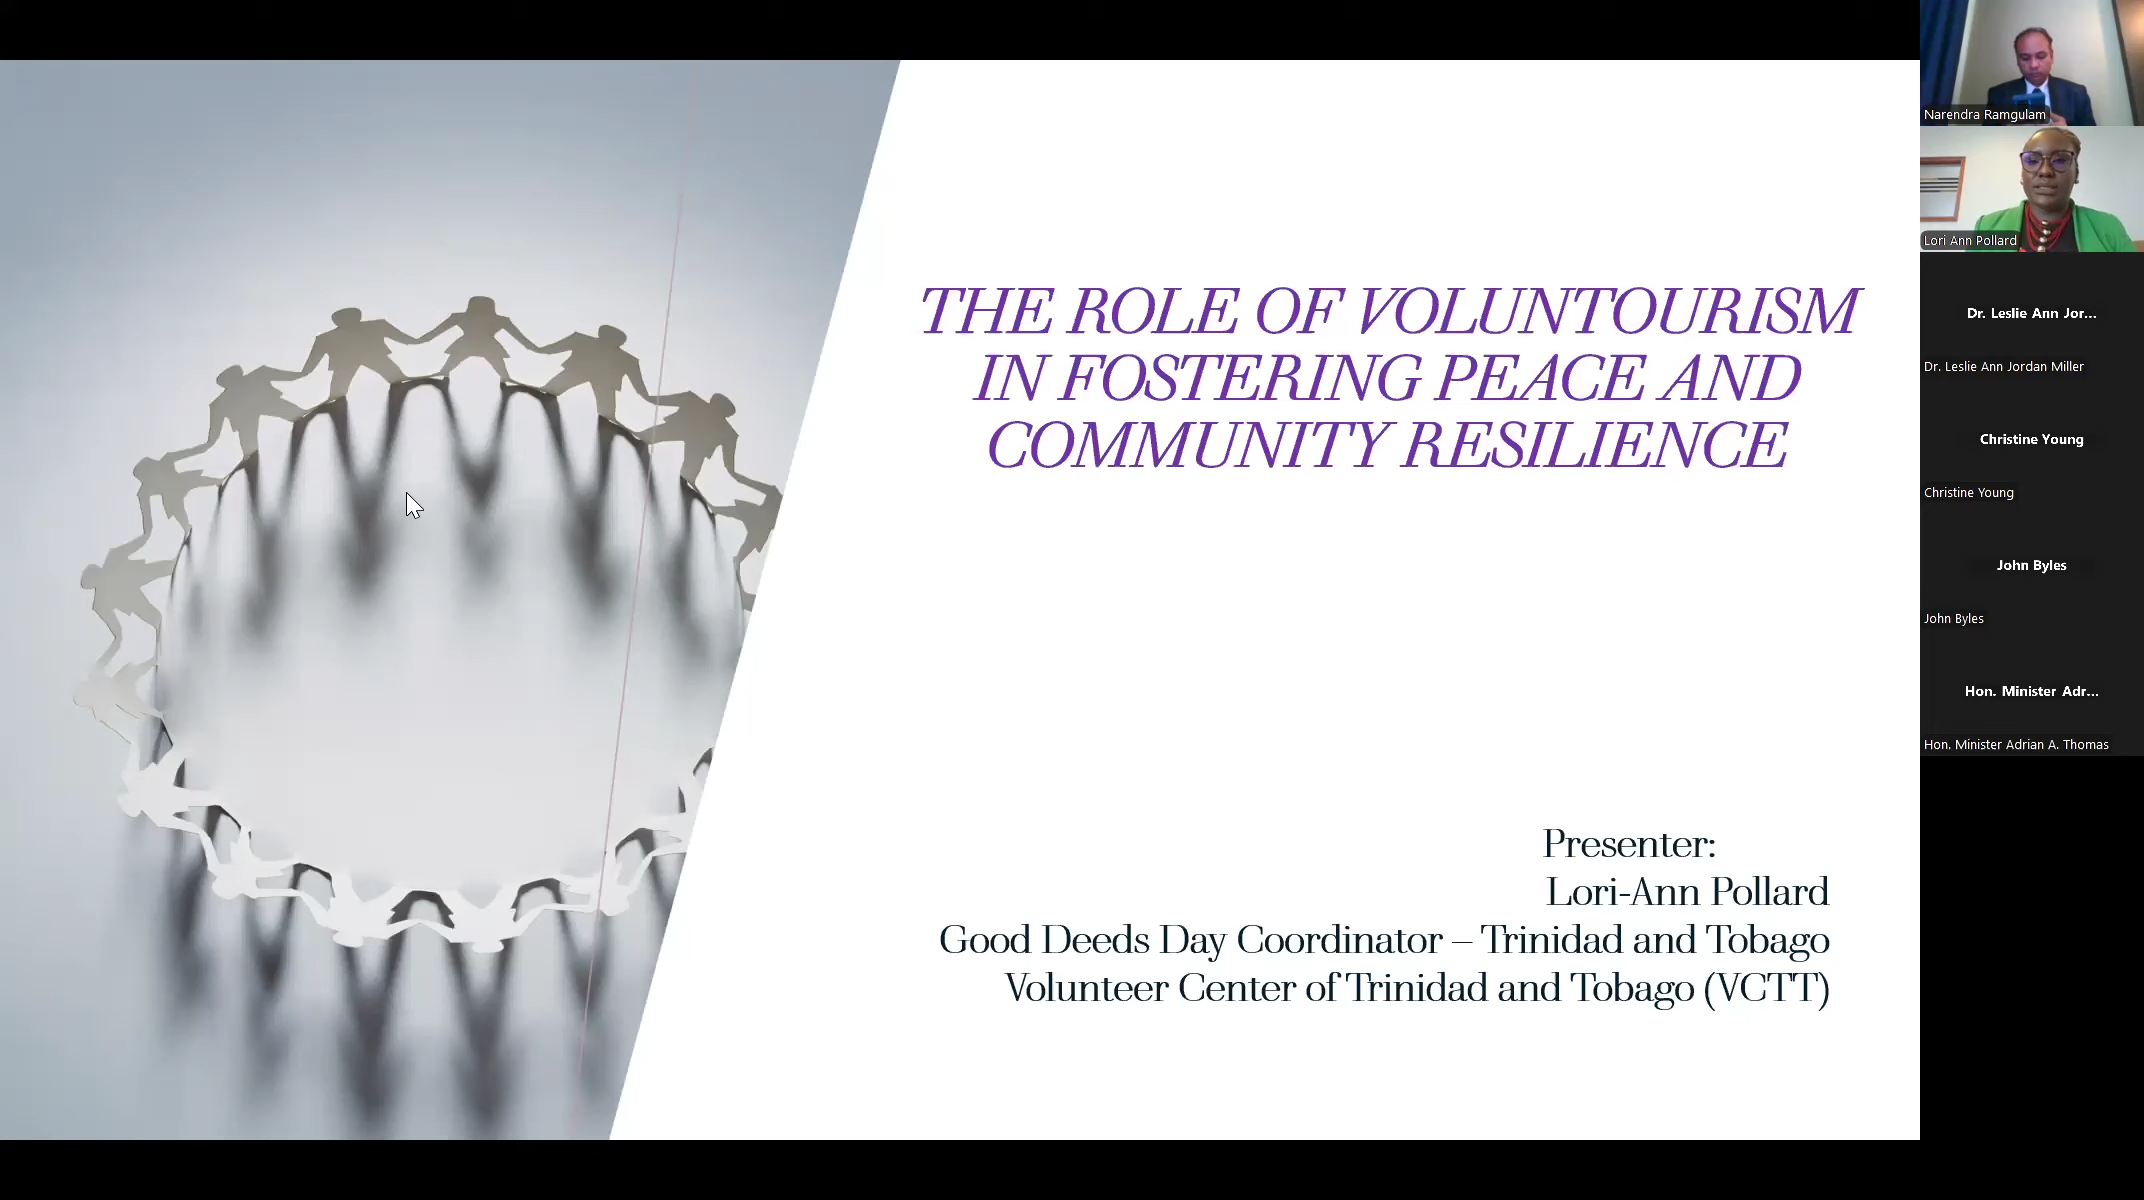 THE ROLE OF VOLUNTOURISM
IN FOSTERING PEACE AND
COMMUNITY RESILIENCE
Presenter:
Lori-Ann Pollard
Good Deeds Day Coordinator – Trinidad and Tobago
Volunteer Center of Trinidad and Tobago (VCTT)
Narendra Ramgulam
Lori Ann Pollard
Dr. Leslie Ann Jor...
Dr. Leslie Ann Jordan Miller
Christine Young
Christine Young
John Byles
John Byles
Hon. Minister Adr...
Hon. Minister Adrian A. Thomas